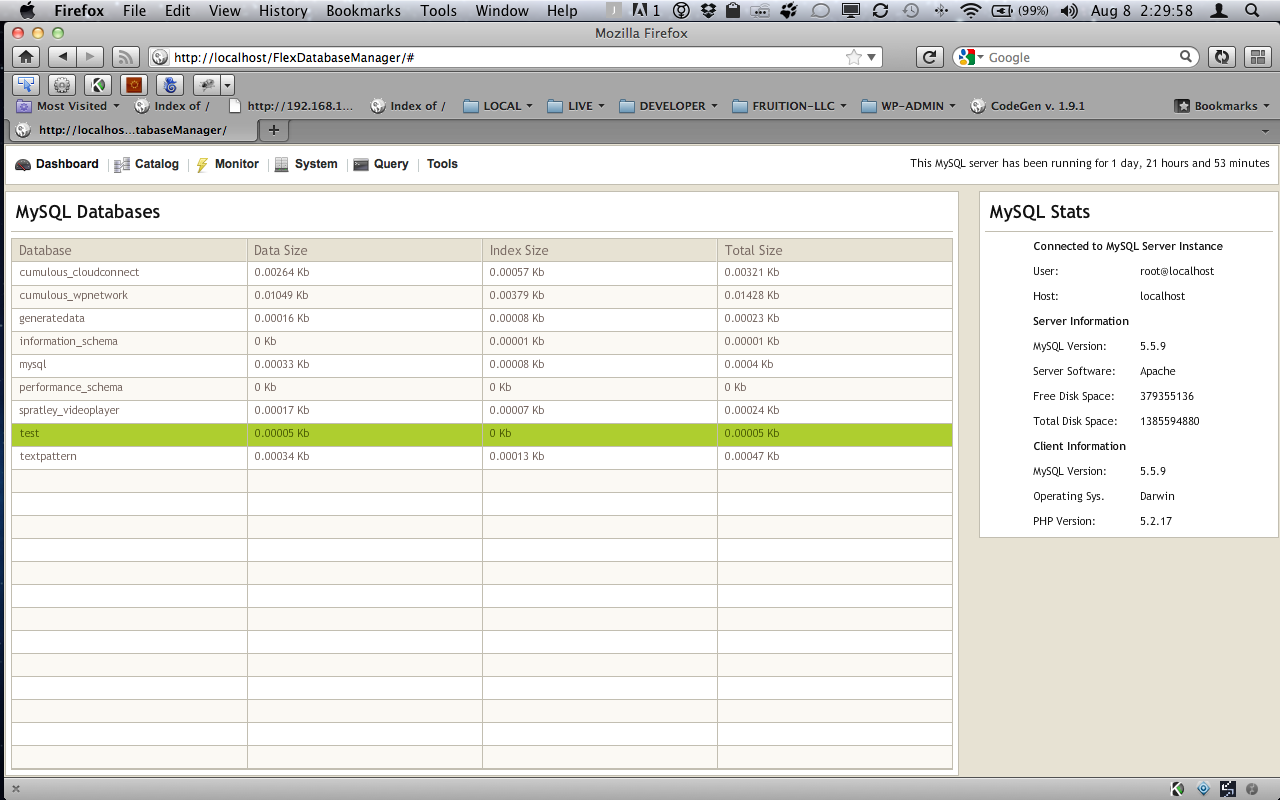 Firefox File Edit View History Bookmarks Tools Window Help 1 (99%) Aug 8 2:29:58
Mozilla Firefox
http://localhost/FlexDatabaseManager/# Google
Most Visited Index of / http://192.168.1... Index of / LOCAL LIVE DEVELOPER FRUITION-LLC WP-ADMIN CodeGen v. 1.9.1 Bookmarks
http://localhos...tabaseManager/ +
Dashboard Catalog Monitor System Query Tools This MySQL server has been running for 1 day, 21 hours and 53 minutes
MySQL Databases
Database Data Size Index Size Total Size
cumulous_cloudconnect 0.00264 Kb 0.00057 Kb 0.00321 Kb
cumulous_wpnetwork 0.01049 Kb 0.00379 Kb 0.01428 Kb
generatedata 0.00016 Kb 0.00008 Kb 0.00023 Kb
information_schema 0 Kb 0.00001 Kb 0.00001 Kb
mysql 0.00033 Kb 0.00008 Kb 0.0004 Kb
performance_schema 0 Kb 0 Kb 0 Kb
spratley_videoplayer 0.00017 Kb 0.00007 Kb 0.00024 Kb
test 0.00005 Kb 0 Kb 0.00005 Kb
textpattern 0.00034 Kb 0.00013 Kb 0.00047 Kb
MySQL Stats
Connected to MySQL Server Instance
User: root@localhost
Host: localhost
Server Information
MySQL Version: 5.5.9
Server Software: Apache
Free Disk Space: 379355136
Total Disk Space: 1385594880
Client Information
MySQL Version: 5.5.9
Operating Sys. Darwin
PHP Version: 5.2.17